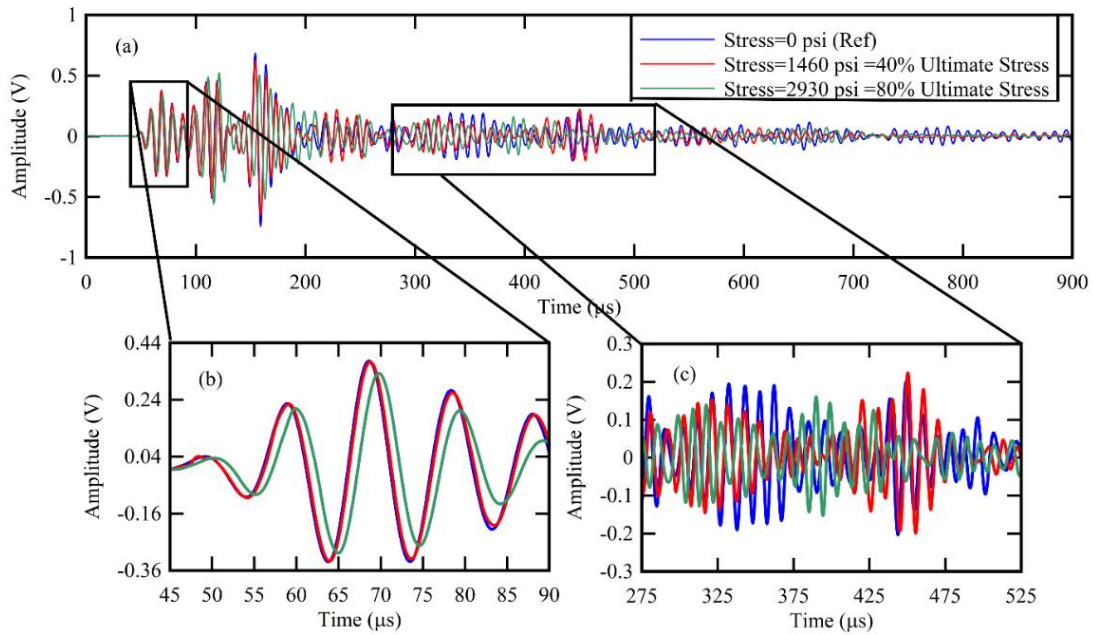 (a)
Stress=0 psi (Ref)
Stress=1460 psi =40% Ultimate Stress
Stress=2930 psi =80% Ultimate Stress
Amplitude (V)
1
0.5
0
-0.5
-1
0 100 200 300 400 500 600 700 800 900
Time (μs)
(b)
Amplitude (V)
0.44
0.24
0.04
-0.16
-0.36
45 50 55 60 65 70 75 80 85 90
Time (μs)
(c)
Amplitude (V)
0.3
0.2
0.1
0
-0.1
-0.2
-0.3
275 325 375 425 475 525
Time (μs)